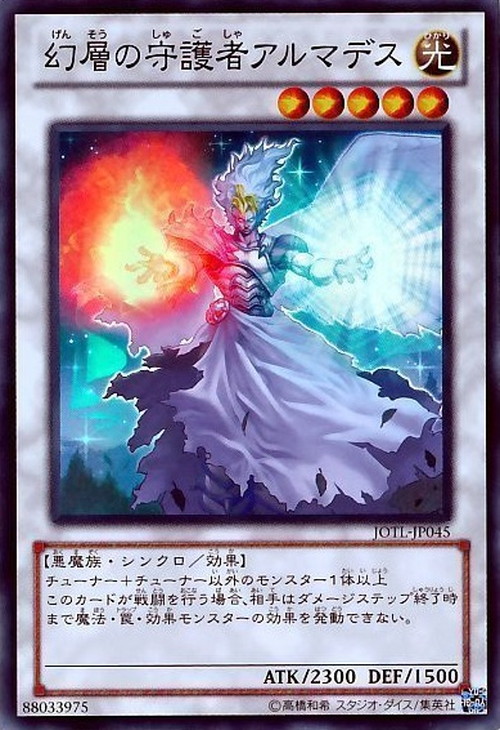 幻層の守護者アルマデス
光
JOTL-JP045
【悪魔族・シンクロ/効果】
チューナー+チューナー以外のモンスター1体以上
このカードが戦闘を行う場合、相手はダメージステップ終了時
まで魔法・罠・効果モンスターの効果を発動できない。
ATK/2300 DEF/1500
88033975
©高橋和希 スタジオ・ダイス/集英社